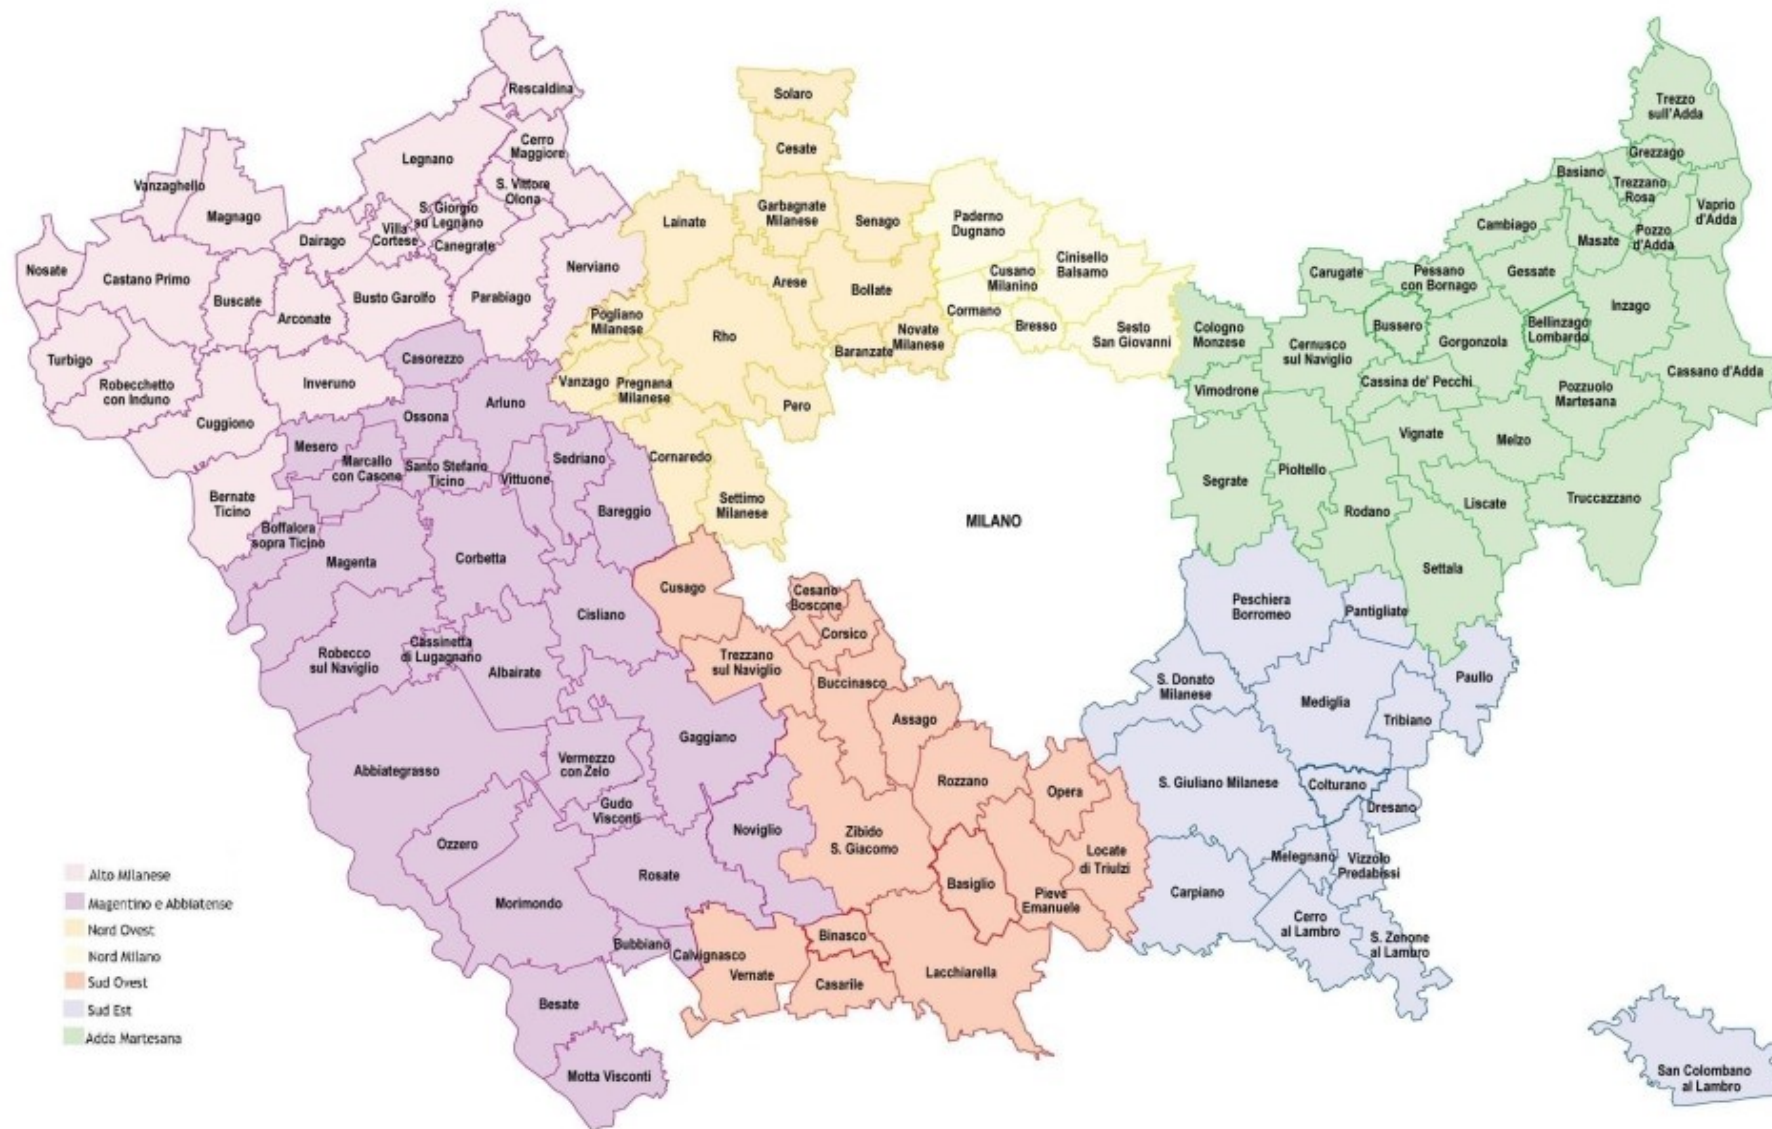 Rescaldina
Solaro
Trezzo
sull'Adda
Cerro
Maggiore
Cesate
Legnano
Grezzago
Vanzaghello
S. Vittore
Olona
Basiano
Trezzano
Rosa
Magnago
S. Giorgio
su Legnano
Lainate
Garbagnate
Milanese
Senago
Paderno
Dugnano
Vaprio
d'Adda
Dairago
Villa
Cortese
Canegrate
Cambiago
Masate
Pozzo
d'Adda
Nosate
Castano Primo
Nerviano
Cinisello
Balsamo
Cusano
Milanino
Carugate
Pessano
con Bornago
Gessate
Buscate
Busto Garolfo
Parabiago
Arese
Bollate
Inzago
Arconate
Pogliano
Milanese
Cormano
Bresso
Sesto
San Giovanni
Cologno
Monzese
Bussero
Bellinzago
Lombardo
Turbigo
Casorezzo
Rho
Novate
Milanese
Baranzate
Cernusco
sul Naviglio
Gorgonzola
Robecchetto
con Induno
Inveruno
Vanzago
Pregnana
Milanese
Vimodrone
Cassina de' Pecchi
Pozzuolo
Martesana
Cassano d'Adda
Cuggiono
Ossona
Arluno
Pero
Mesero
Vignate
Melzo
Marcallo
con Casone
Santo Stefano
Ticino
Vittuone
Sedriano
Cornaredo
Segrate
Pioltello
Bernate
Ticino
Bareggio
Settimo
Milanese
Rodano
Liscate
Truccazzano
Boffalora
sopra Ticino
MILANO
Magenta
Corbetta
Settala
Cusago
Cesano
Boscone
Peschiera
Borromeo
Pantigliate
Cisliano
Corsico
Robecco
sul Naviglio
Cassinetta
di Lugagnano
Albairate
Trezzano
sul Naviglio
Buccinasco
S. Donato
Milanese
Mediglia
Paullo
Tribiano
Assago
Abbiategrasso
Vermezzo
con Zelo
Gaggiano
Rozzano
Opera
S. Giuliano Milanese
Colturano
Dresano
Gudo
Visconti
Ozzero
Noviglio
Zibido
S. Giacomo
Locate
di Triulzi
Melegnano
Vizzolo
Predabissi
Rosate
Basiglio
Pieve
Emanuele
Carpiano
Morimondo
Cerro
al Lambro
S. Zenone
al Lambro
Bubbiano
Calvignasco
Binasco
Vernate
Casarile
Lacchiarella
Besate
Motta Visconti
San Colombano
al Lambro
Alto Milanese
Magentino e Abbiatense
Nord Ovest
Nord Milano
Sud Ovest
Sud Est
Adda Martesana